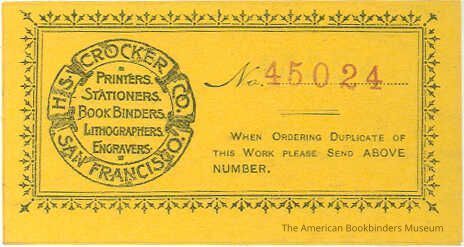 H.S. CROCKER CO.
PRINTERS.
STATIONERS.
BOOK BINDERS.
LITHOGRAPHERS.
ENGRAVERS.
SAN FRANCISCO.
No. 45024
WHEN ORDERING DUPLICATE OF
THIS WORK PLEASE SEND ABOVE
NUMBER.
The American Bookbinders Museum